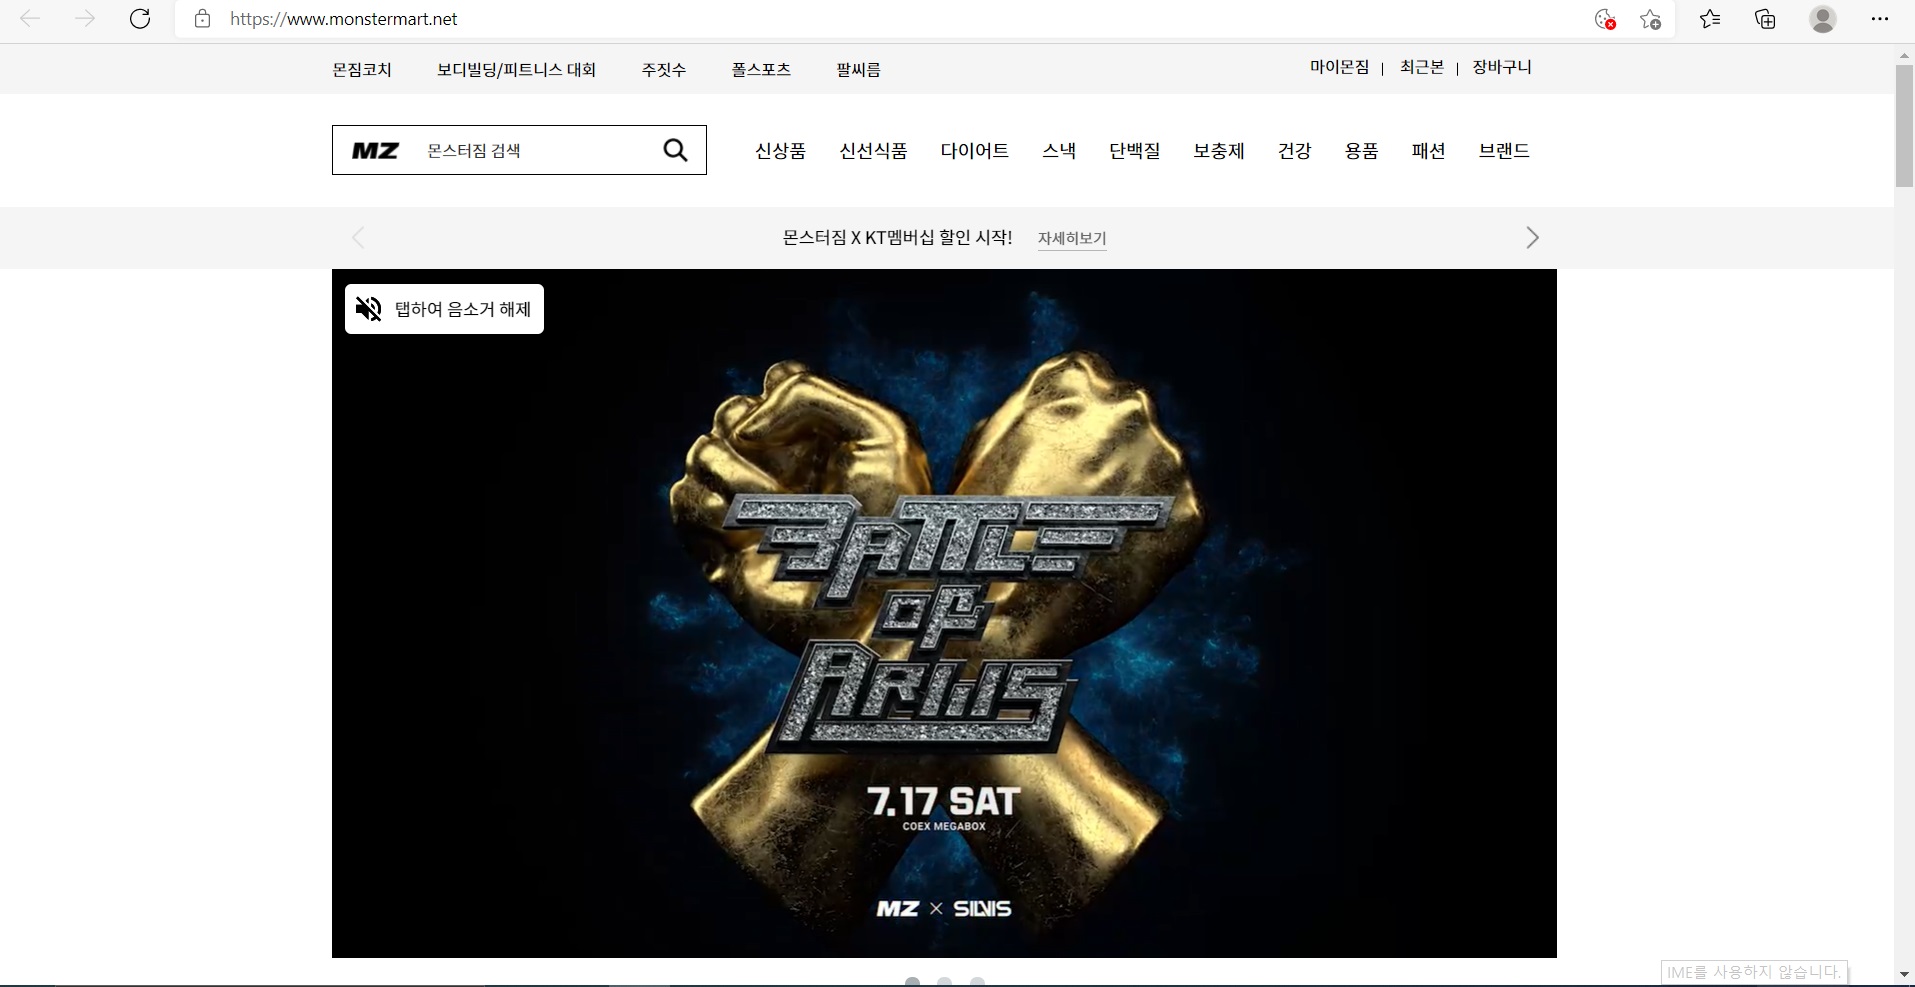 https://www.monstermart.net
몬짐코치 보디빌딩/피트니스 대회 주짓수 폴스포츠 팔씨름 마이몬짐 | 최근본 | 장바구니
MZ 몬스터짐 검색 신상품 신선식품 다이어트 스낵 단백질 보충제 건강 용품 패션 브랜드
몬스터짐 X KT멤버십 할인 시작! 자세히보기
탭하여 음소거 해제
BATTLE
OF
ARMS
7.17 SAT
COEX MEGABOX
MZ × SILVIS
IME를 사용하지 않습니다.